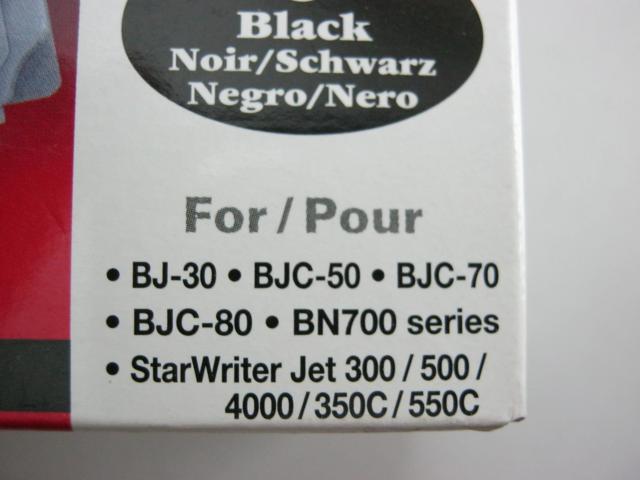 Black
Noir/Schwarz
Negro/Nero
For / Pour
• BJ-30 • BJC-50 • BJC-70
• BJC-80 • BN700 series
• StarWriter Jet 300 / 500 /
4000 / 350C / 550C